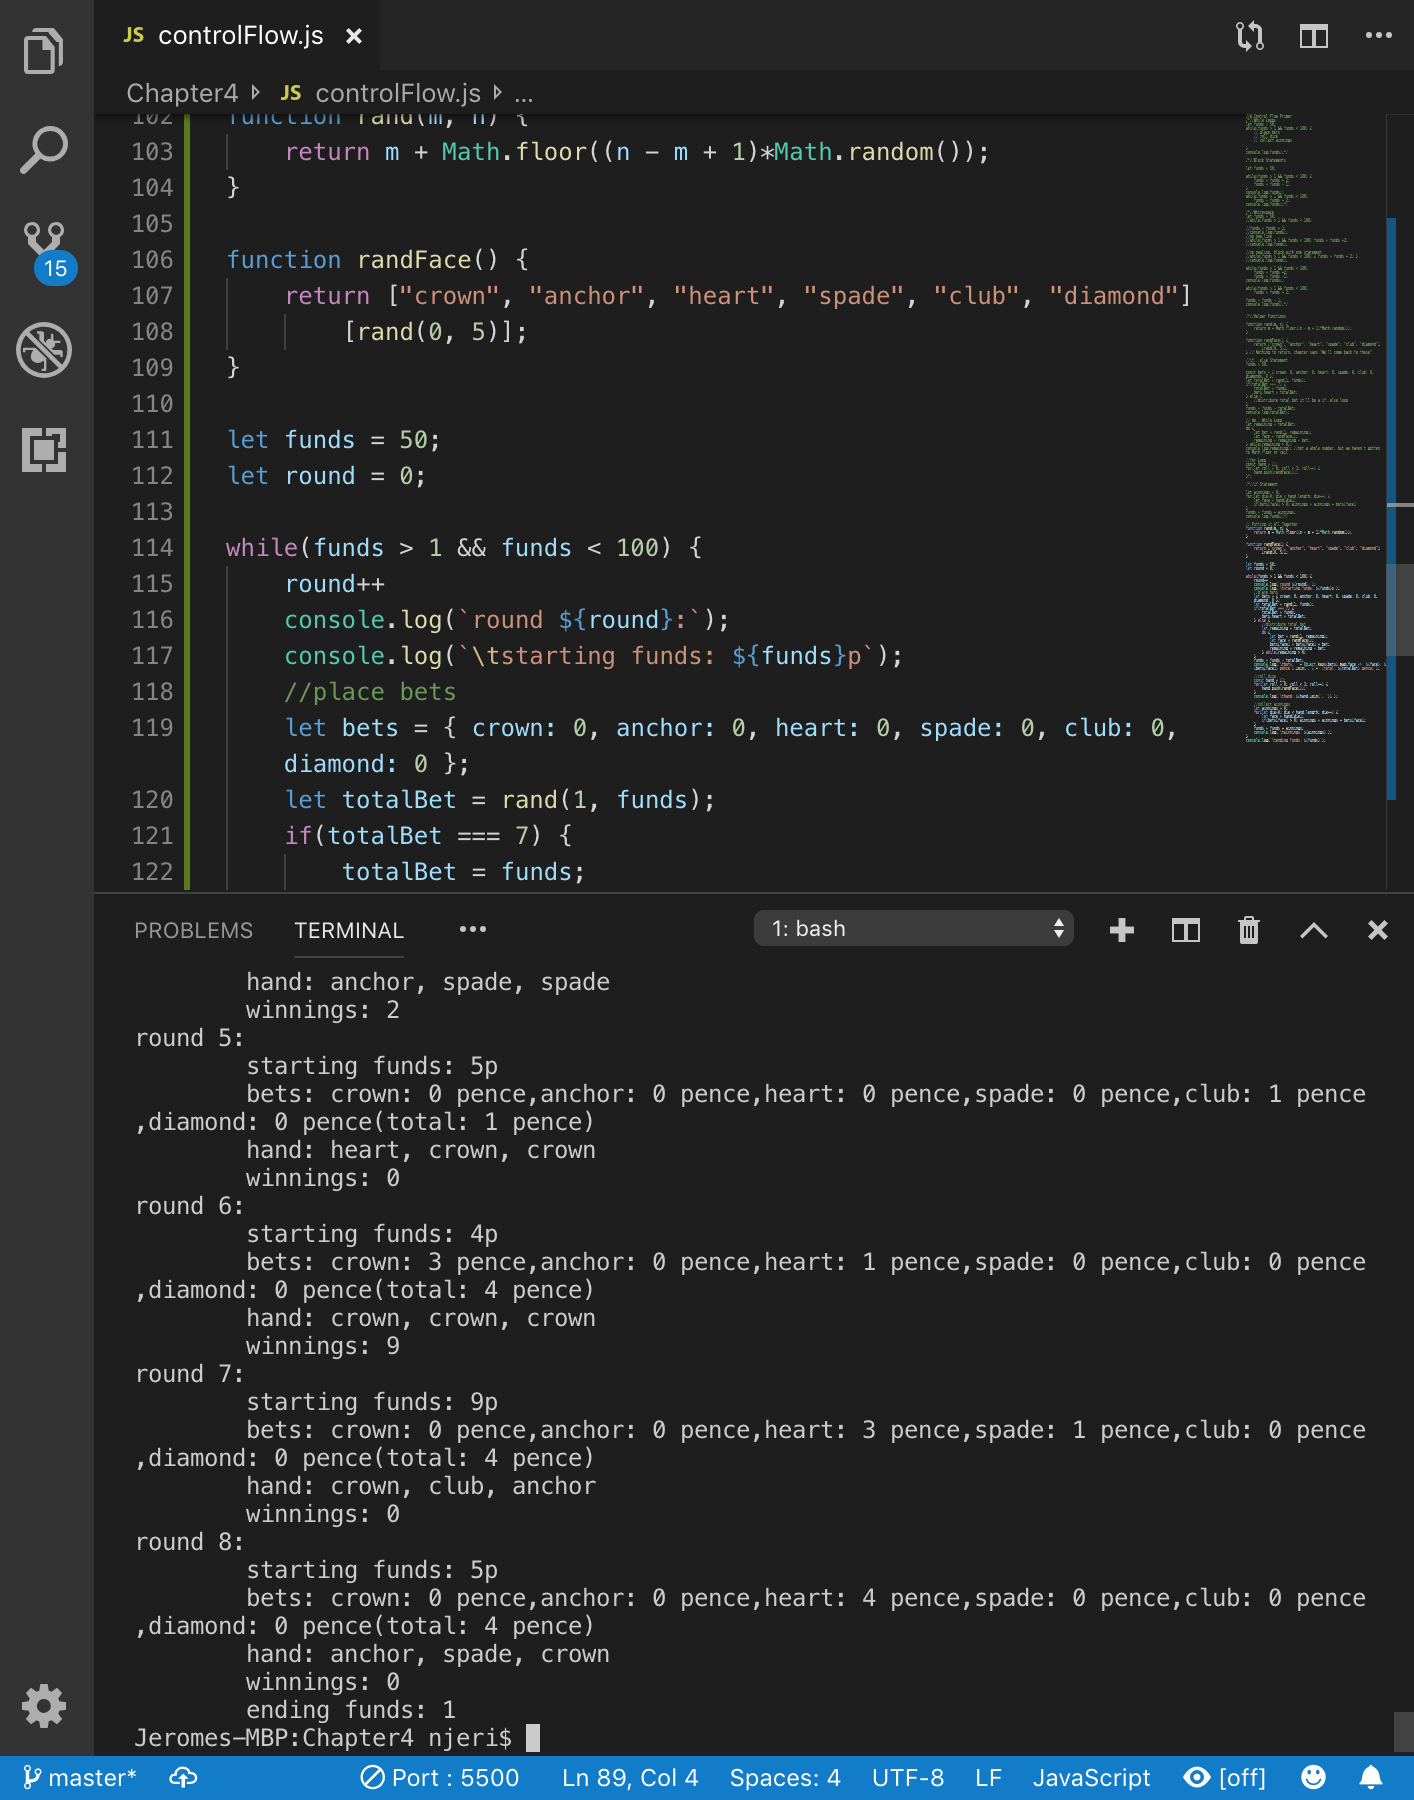 JS controlFlow.js ×
Chapter4 JS controlFlow.js ...
102 function rand(m, n) {
103 return m + Math.floor((n - m + 1)*Math.random());
104 }
105
106 function randFace() {
107 return ["crown", "anchor", "heart", "spade", "club", "diamond"]
108 [rand(0, 5)];
109 }
110
111 let funds = 50;
112 let round = 0;
113
114 while(funds > 1 && funds < 100) {
115 round++
116 console.log(`round ${round}:`);
117 console.log(`\tstarting funds: ${funds}p`);
118 //place bets
119 let bets = { crown: 0, anchor: 0, heart: 0, spade: 0, club: 0,
diamond: 0 };
120 let totalBet = rand(1, funds);
121 if(totalBet === 7) {
122 totalBet = funds;
15
PROBLEMS TERMINAL ... 1: bash
hand: anchor, spade, spade
winnings: 2
round 5:
starting funds: 5p
bets: crown: 0 pence,anchor: 0 pence,heart: 0 pence,spade: 0 pence,club: 1 pence
,diamond: 0 pence(total: 1 pence)
hand: heart, crown, crown
winnings: 0
round 6:
starting funds: 4p
bets: crown: 3 pence,anchor: 0 pence,heart: 1 pence,spade: 0 pence,club: 0 pence
,diamond: 0 pence(total: 4 pence)
hand: crown, crown, crown
winnings: 9
round 7:
starting funds: 9p
bets: crown: 0 pence,anchor: 0 pence,heart: 3 pence,spade: 1 pence,club: 0 pence
,diamond: 0 pence(total: 4 pence)
hand: crown, club, anchor
winnings: 0
round 8:
starting funds: 5p
bets: crown: 0 pence,anchor: 0 pence,heart: 4 pence,spade: 0 pence,club: 0 pence
,diamond: 0 pence(total: 4 pence)
hand: anchor, spade, crown
winnings: 0
ending funds: 1
Jeromes-MBP:Chapter4 njeri$
master* Port : 5500 Ln 89, Col 4 Spaces: 4 UTF-8 LF JavaScript [off]